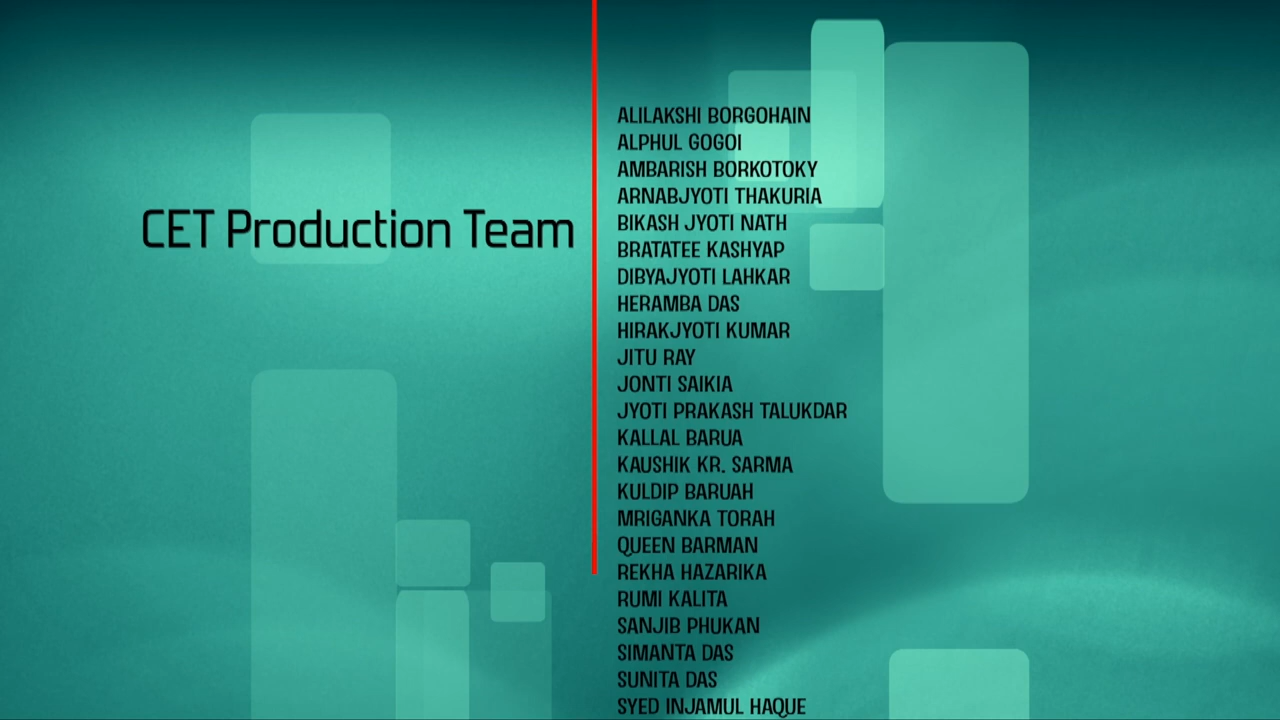 CET Production Team
ALILAKSHI BORGOHAIN
ALPHUL GOGOI
AMBARISH BORKOTOKY
ARNABJYOTI THAKURIA
BIKASH JYOTI NATH
BRATATEE KASHYAP
DIBYAJYOTI LAHKAR
HERAMBA DAS
HIRAKJYOTI KUMAR
JITU RAY
JONTI SAIKIA
JYOTI PRAKASH TALUKDAR
KALLAL BARUA
KAUSHIK KR. SARMA
KULDIP BARUAH
MRIGANKA TORAH
QUEEN BARMAN
REKHA HAZARIKA
RUMI KALITA
SANJIB PHUKAN
SIMANTA DAS
SUNITA DAS
SYED INJAMUL HAQUE